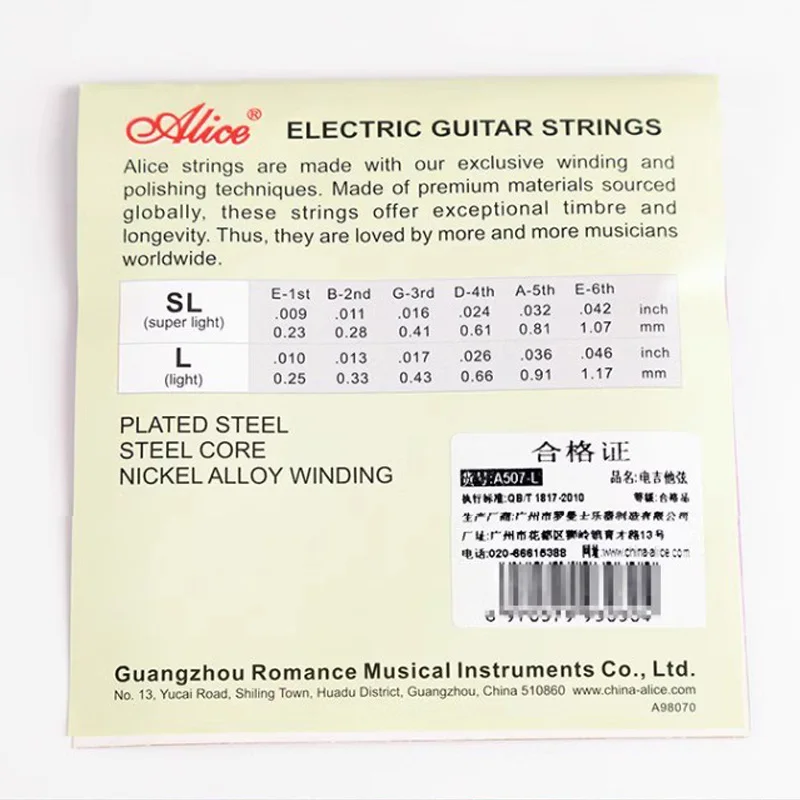 Alice® ELECTRIC GUITAR STRINGS
Alice strings are made with our exclusive winding and
polishing techniques. Made of premium materials sourced
globally, these strings offer exceptional timbre and
longevity. Thus, they are loved by more and more musicians
worldwide.
SL E-1st B-2nd G-3rd D-4th A-5th E-6th
(super light) .009 .011 .016 .024 .032 .042 inch
0.23 0.28 0.41 0.61 0.81 1.07 mm
L .010 .013 .017 .026 .036 .046 inch
(light) 0.25 0.33 0.43 0.66 0.91 1.17 mm
PLATED STEEL
STEEL CORE
NICKEL ALLOY WINDING
合格证
货号:A507-L 品名:电吉他弦
执行标准:QB/T 1817-2010 等级:合格品
生产厂商:广州市罗曼士乐器制造有限公司
厂址:广州市花都区狮岭镇育才路13号
电话:020-66616388 网址:www.china-alice.com
Guangzhou Romance Musical Instruments Co., Ltd.
No. 13, Yucai Road, Shiling Town, Huadu District, Guangzhou, China 510860 www.china-alice.com
A98070